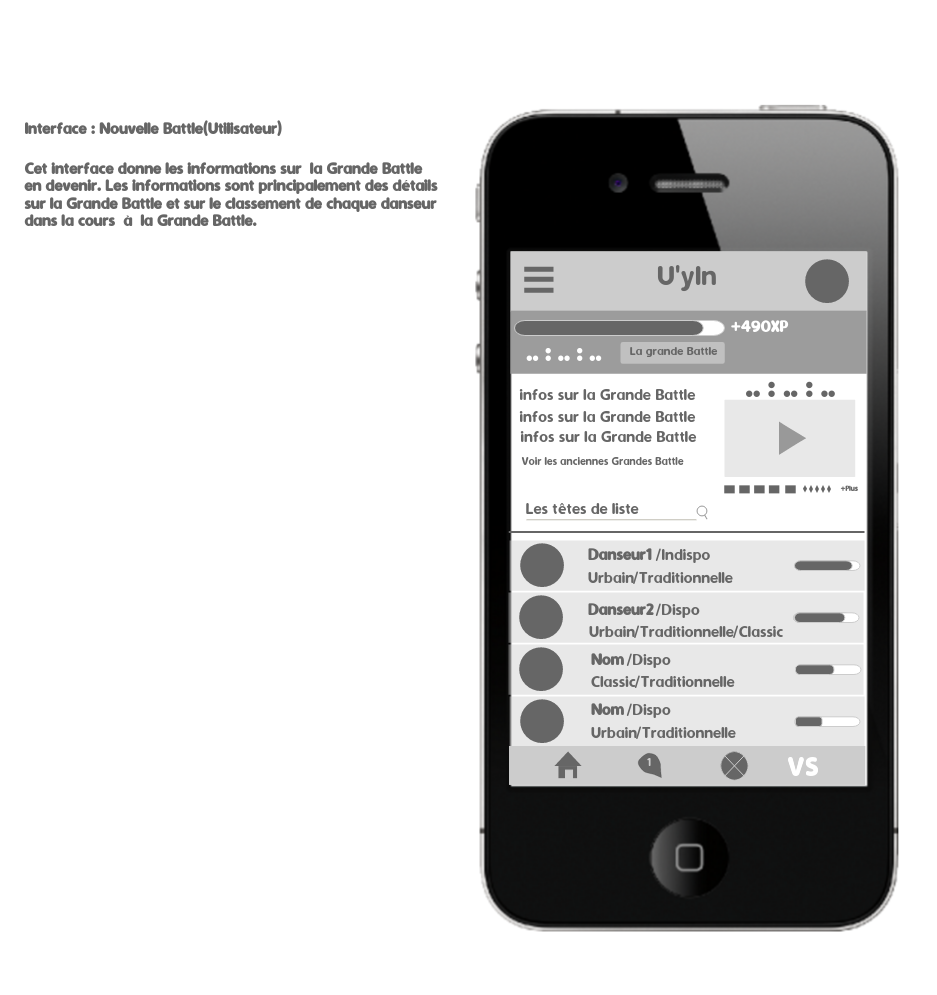 Interface : Nouvelle Battle(Utilisateur)
Cet interface donne les informations sur la Grande Battle
en devenir. Les informations sont principalement des détails
sur la Grande Battle et sur le classement de chaque danseur
dans la cours à la Grande Battle.
U'yIn
+490XP
La grande Battle
infos sur la Grande Battle
infos sur la Grande Battle
infos sur la Grande Battle
Voir les anciennes Grandes Battle
+Plus
Les têtes de liste
Danseur1 /Indispo
Urbain/Traditionnelle
Danseur2 /Dispo
Urbain/Traditionnelle/Classic
Nom /Dispo
Classic/Traditionnelle
Nom /Dispo
Urbain/Traditionnelle
1
VS